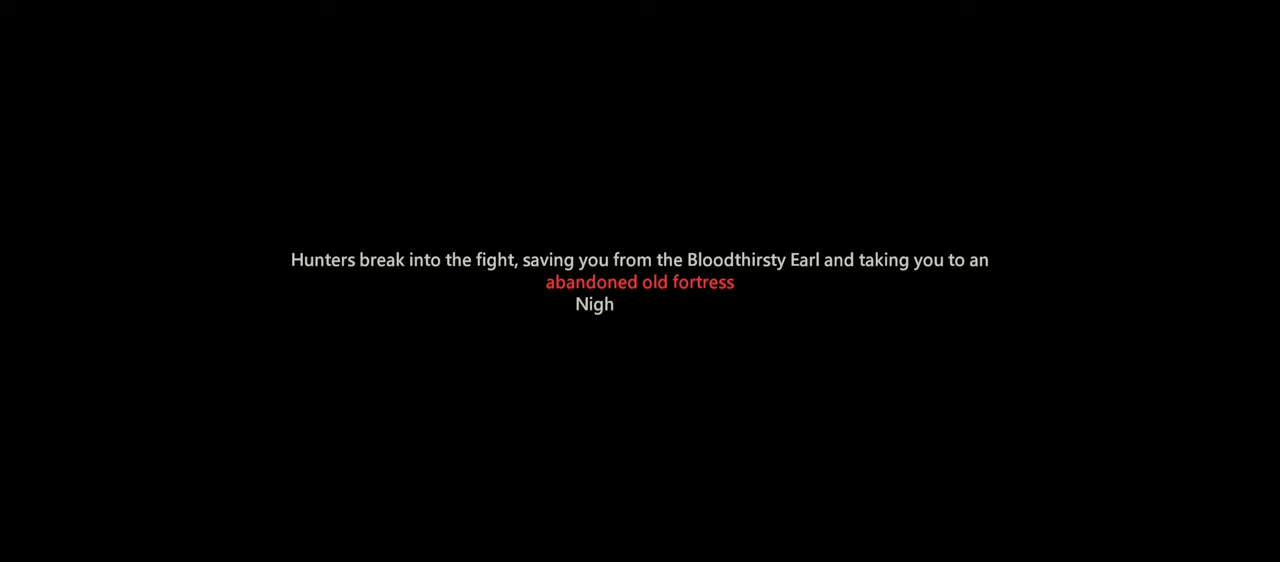 Hunters break into the fight, saving you from the Bloodthirsty Earl and taking you to an
abandoned old fortress
Nigh